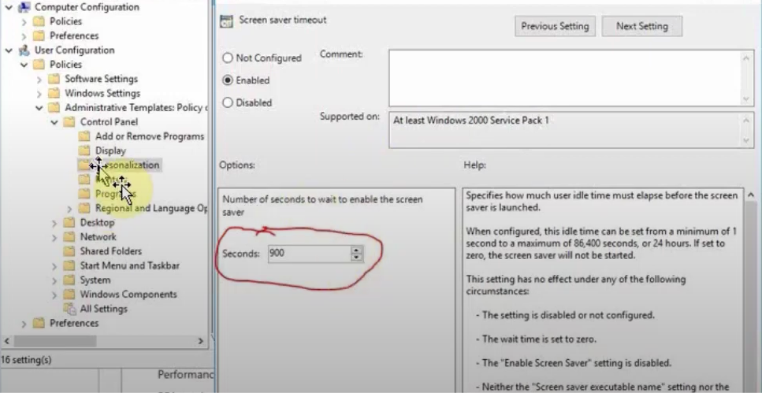 Computer Configuration
Policies
Preferences
User Configuration
Policies
Software Settings
Windows Settings
Administrative Templates: Policy
Control Panel
Add or Remove Programs
Display
Regional and Language Op
Desktop
Network
Shared Folders
Start Menu and Taskbar
System
Windows Components
All Settings
Preferences
16 setting(s)
Performanc
Screen saver timeout
Previous Setting
Next Setting
Not Configured
Enabled
Disabled
Comment:
Supported on:
At least Windows 2000 Service Pack 1
Options:
Help:
Number of seconds to wait to enable the screen
saver
Seconds: 900
Specifies how much user idle time must elapse before the screen
saver is launched.
When configured, this idle time can be set from a minimum of 1
second to a maximum of 86,400 seconds, or 24 hours. If set to
zero, the screen saver will not be started.
This setting has no effect under any of the following
circumstances:
- The setting is disabled or not configured.
- The wait time is set to zero.
- The "Enable Screen Saver" setting is disabled.
- Neither the "Screen saver executable name" setting nor the